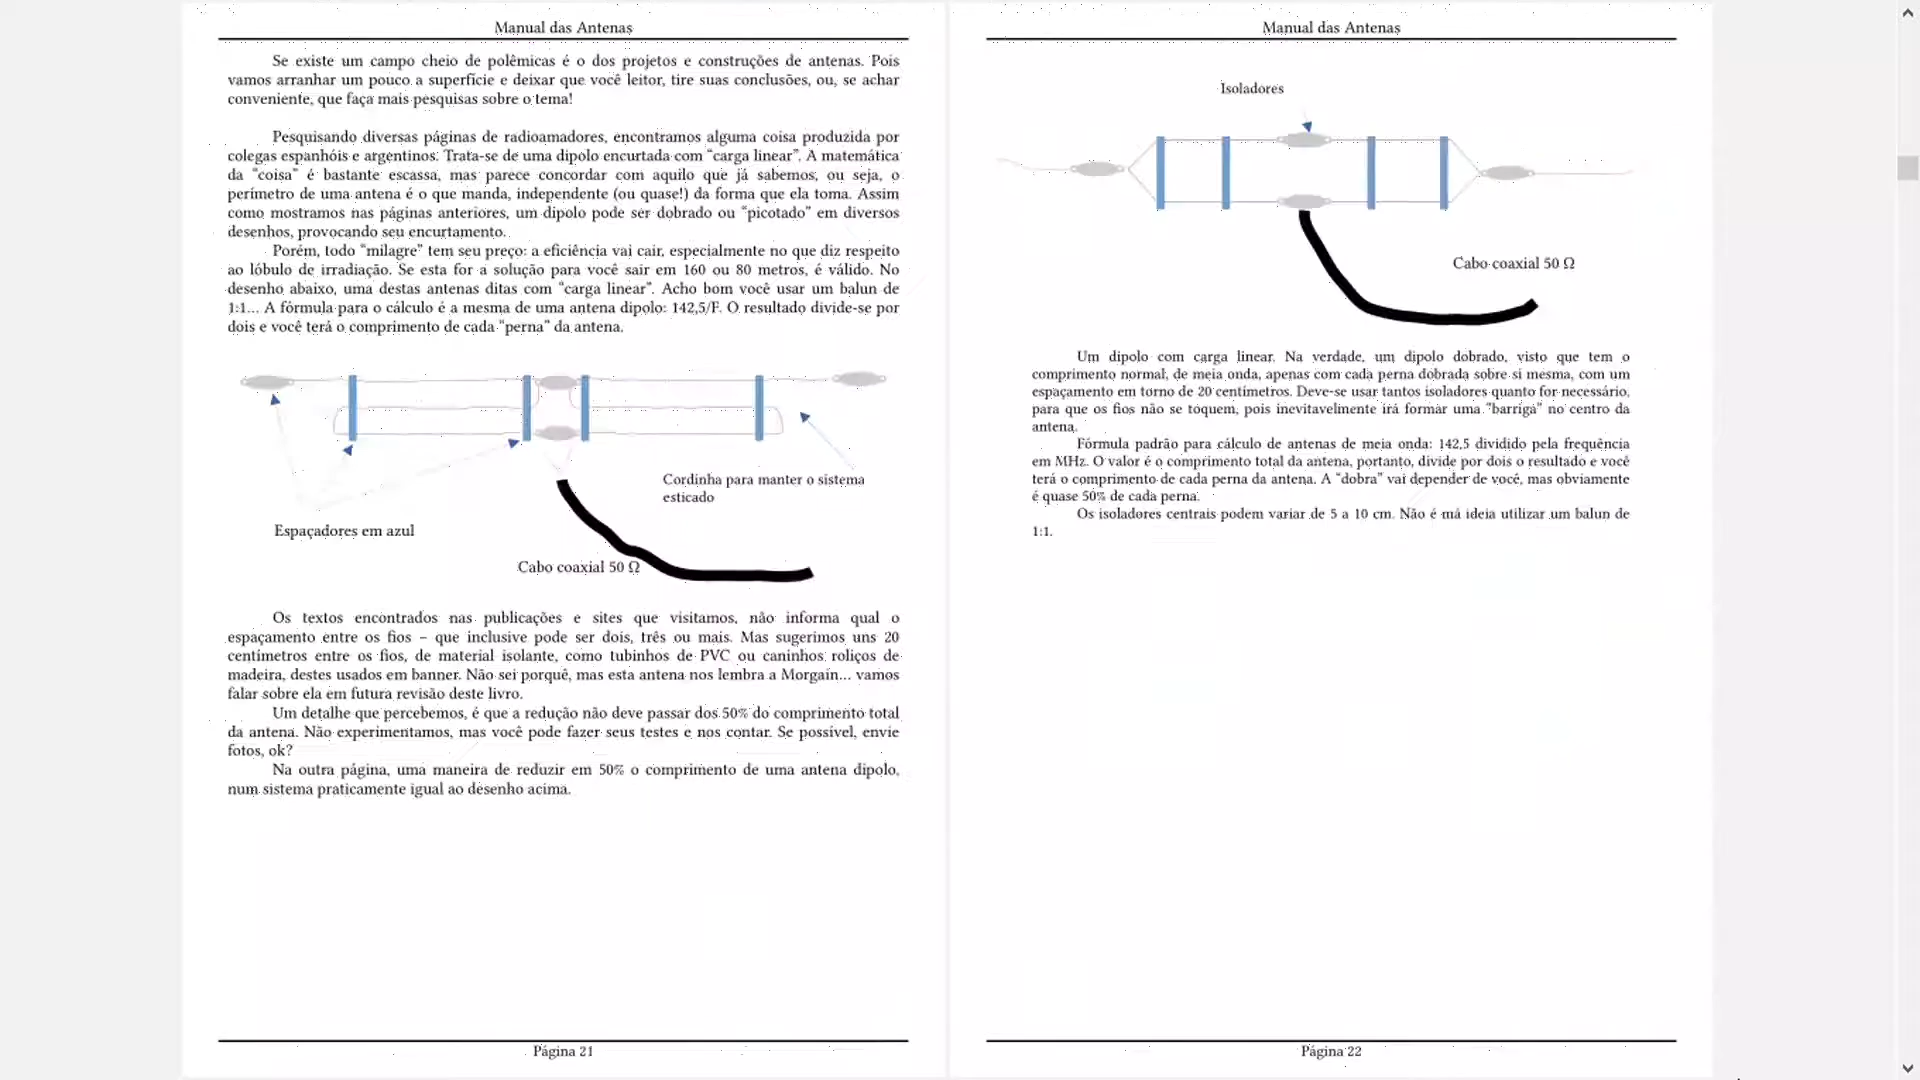 Manual das Antenas
Se existe um campo cheio de polêmicas é o dos projetos e construções de antenas. Pois
vamos arranhar um pouco a superfície e deixar que você leitor, tire suas conclusões, ou, se achar
conveniente, que faça mais pesquisas sobre o tema!
Pesquisando diversas páginas de radioamadores, encontramos alguma coisa produzida por
colegas espanhóis e argentinos. Trata-se de uma dipolo encurtada com “carga linear”. A matemática
da “coisa” é bastante escassa, mas parece concordar com aquilo que já sabemos, ou seja, o
perímetro de uma antena é o que manda, independente (ou quase!) da forma que ela toma. Assim
como mostramos nas páginas anteriores, um dipolo pode ser dobrado ou “picotado” em diversos
desenhos, provocando seu encurtamento.
Porém, todo “milagre” tem seu preço: a eficiência vai cair, especialmente no que diz respeito
ao lóbulo de irradiação. Se esta for a solução para você sair em 160 ou 80 metros, é válido. No
desenho abaixo, uma destas antenas ditas com “carga linear”. Acho bom você usar um balun de
1:1... A fórmula para o cálculo é a mesma de uma antena dipolo: 142,5/F. O resultado divide-se por
dois e você terá o comprimento de cada “perna” da antena.
Cordinha para manter o sistema
esticado
Espaçadores em azul
Cabo coaxial 50 Ω
Os textos encontrados nas publicações e sites que visitamos, não informa qual o
espaçamento entre os fios – que inclusive pode ser dois, três ou mais. Mas sugerimos uns 20
centímetros entre os fios, de material isolante, como tubinhos de PVC ou caninhos roliços de
madeira, destes usados em banner. Não sei porquê, mas esta antena nos lembra a Morgain... vamos
falar sobre ela em futura revisão deste livro.
Um detalhe que percebemos, é que a redução não deve passar dos 50% do comprimento total
da antena. Não experimentamos, mas você pode fazer seus testes e nos contar. Se possível, envie
fotos, ok?
Na outra página, uma maneira de reduzir em 50% o comprimento de uma antena dipolo,
num sistema praticamente igual ao desenho acima.
Página 21
Manual das Antenas
Isoladores
Cabo coaxial 50 Ω
Um dipolo com carga linear. Na verdade, um dipolo dobrado, visto que tem o
comprimento normal, de meia onda, apenas com cada perna dobrada sobre si mesma, com um
espaçamento em torno de 20 centímetros. Deve-se usar tantos isoladores quanto for necessário,
para que os fios não se toquem, pois inevitavelmente irá formar uma “barriga” no centro da
antena.
Fórmula padrão para cálculo de antenas de meia onda: 142,5 dividido pela frequência
em MHz. O valor é o comprimento total da antena, portanto, divide por dois o resultado e você
terá o comprimento de cada perna da antena. A “dobra” vai depender de você, mas obviamente
é quase 50% de cada perna.
Os isoladores centrais podem variar de 5 a 10 cm. Não é má ideia utilizar um balun de
1:1.
Página 22